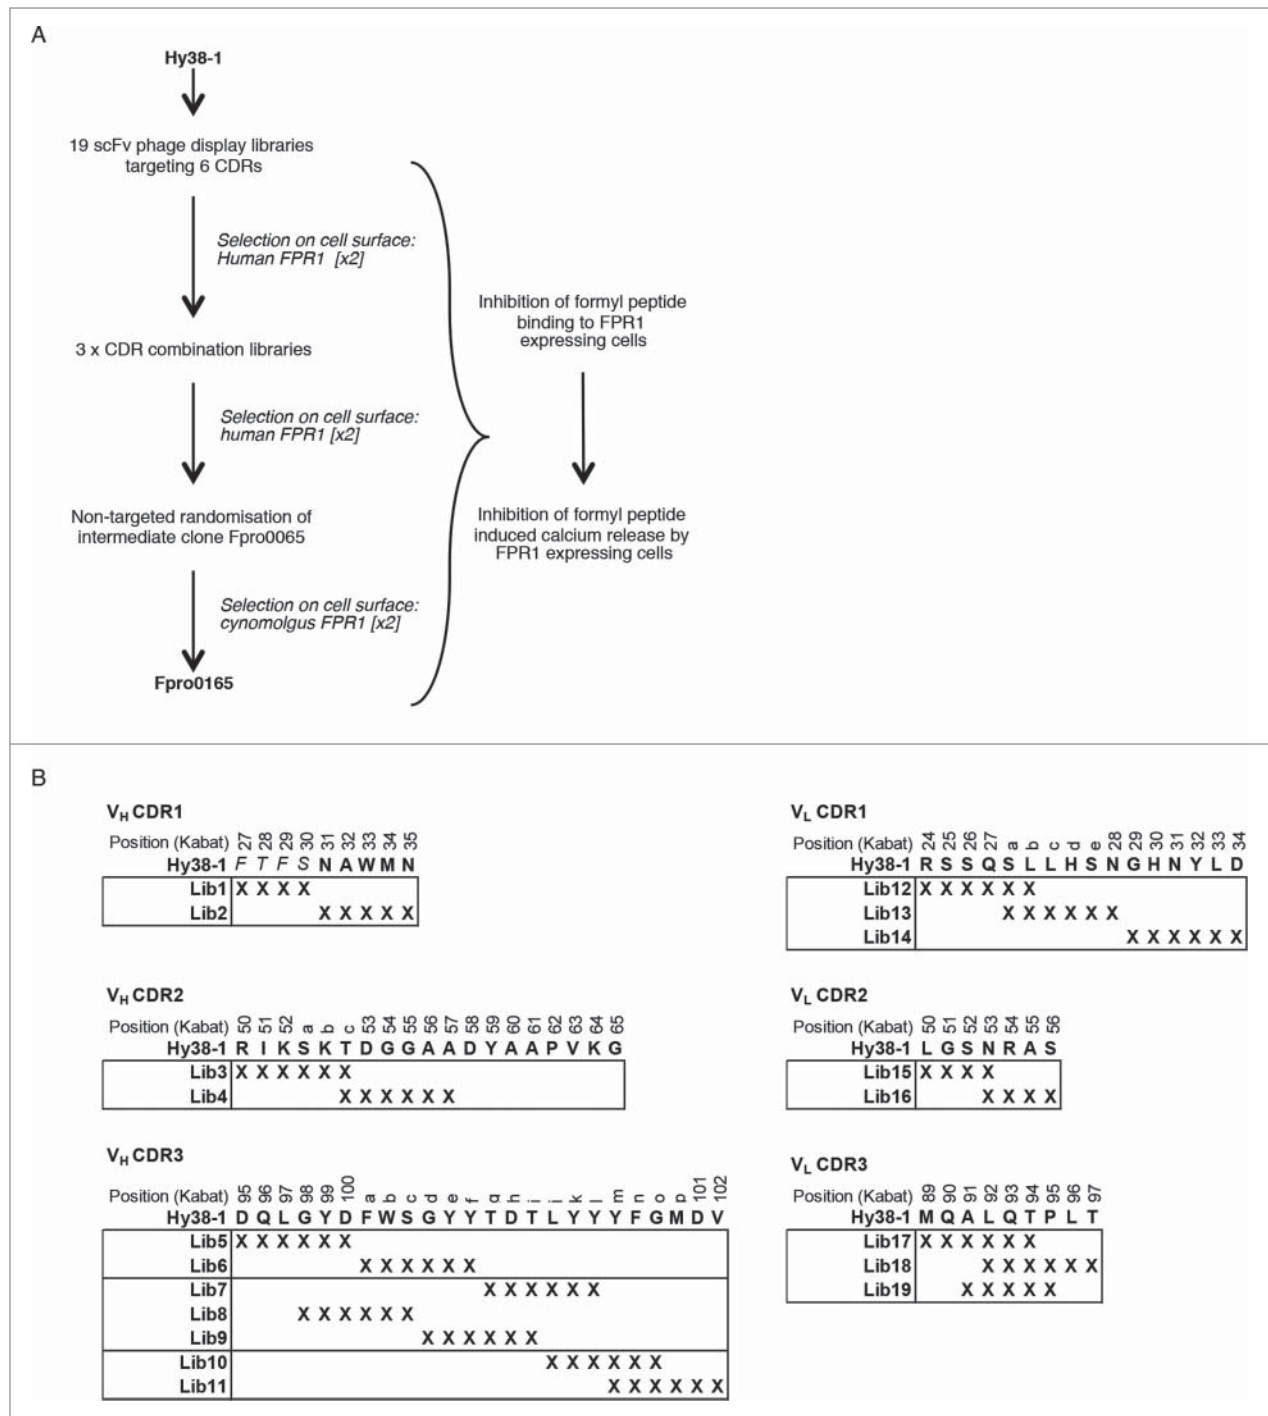 A
Hy38-1
19 scFv phage display libraries
targeting 6 CDRs
Selection on cell surface:
Human FPR1 [x2]
3 x CDR combination libraries
Selection on cell surface:
human FPR1 [x2]
Non-targeted randomisation of
intermediate clone Fpro0065
Selection on cell surface:
cynomolgus FPR1 [x2]
Fpro0165
Inhibition of formyl peptide
binding to FPR1
expressing cells
Inhibition of formyl peptide
induced calcium release by
FPR1 expressing cells
B
VH CDR1
Position (Kabat) 27 28 29 30 31 32 33 34 35
Hy38-1 F T F S N A W M N
Lib1 X X X X
Lib2 X X X X X
VH CDR2
Position (Kabat) 50 51 52 a b c 53 54 55 56 57 58 59 60 61 62 63 64 65
Hy38-1 R I K S K T D G G A A D Y A A P V K G
Lib3 X X X X X X
Lib4 X X X X X X
VH CDR3
Position (Kabat) 95 96 97 98 99 100 a b c d e f g h i j k l m n o p 101 102
Hy38-1 D Q L G Y D F W S G Y Y T D T L Y Y Y F G M D V
Lib5 X X X X X X
Lib6 X X X X X X
Lib7 X X X X X X
Lib8 X X X X X X
Lib9 X X X X X X
Lib10 X X X X X X
Lib11 X X X X X X
VL CDR1
Position (Kabat) 24 25 26 27 a b c d e 28 29 30 31 32 33 34
Hy38-1 R S S Q S L L H S N G H N Y L D
Lib12 X X X X X X
Lib13 X X X X X X
Lib14 X X X X X X
VL CDR2
Position (Kabat) 50 51 52 53 54 55 56
Hy38-1 L G S N R A S
Lib15 X X X X
Lib16 X X X X
VL CDR3
Position (Kabat) 89 90 91 92 93 94 95 96 97
Hy38-1 M Q A L Q T P L T
Lib17 X X X X X X
Lib18 X X X X X X
Lib19 X X X X X